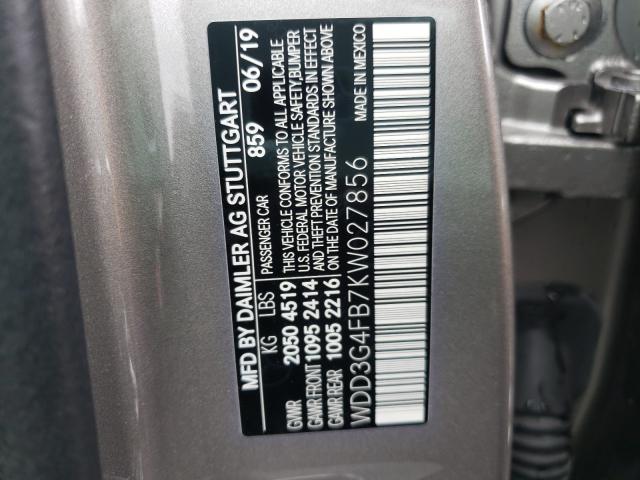 MFD BY DAIMLER AG STUTTGART
859 06/19
KG LBS
GVWR 2050 4519
GAWR FRONT 1095 2414
GAWR REAR 1005 2216
PASSENGER CAR
THIS VEHICLE CONFORMS TO ALL APPLICABLE
U.S. FEDERAL MOTOR VEHICLE SAFETY, BUMPER
AND THEFT PREVENTION STANDARDS IN EFFECT
ON THE DATE OF MANUFACTURE SHOWN ABOVE
MADE IN MEXICO
WDD3G4FB7KW027856